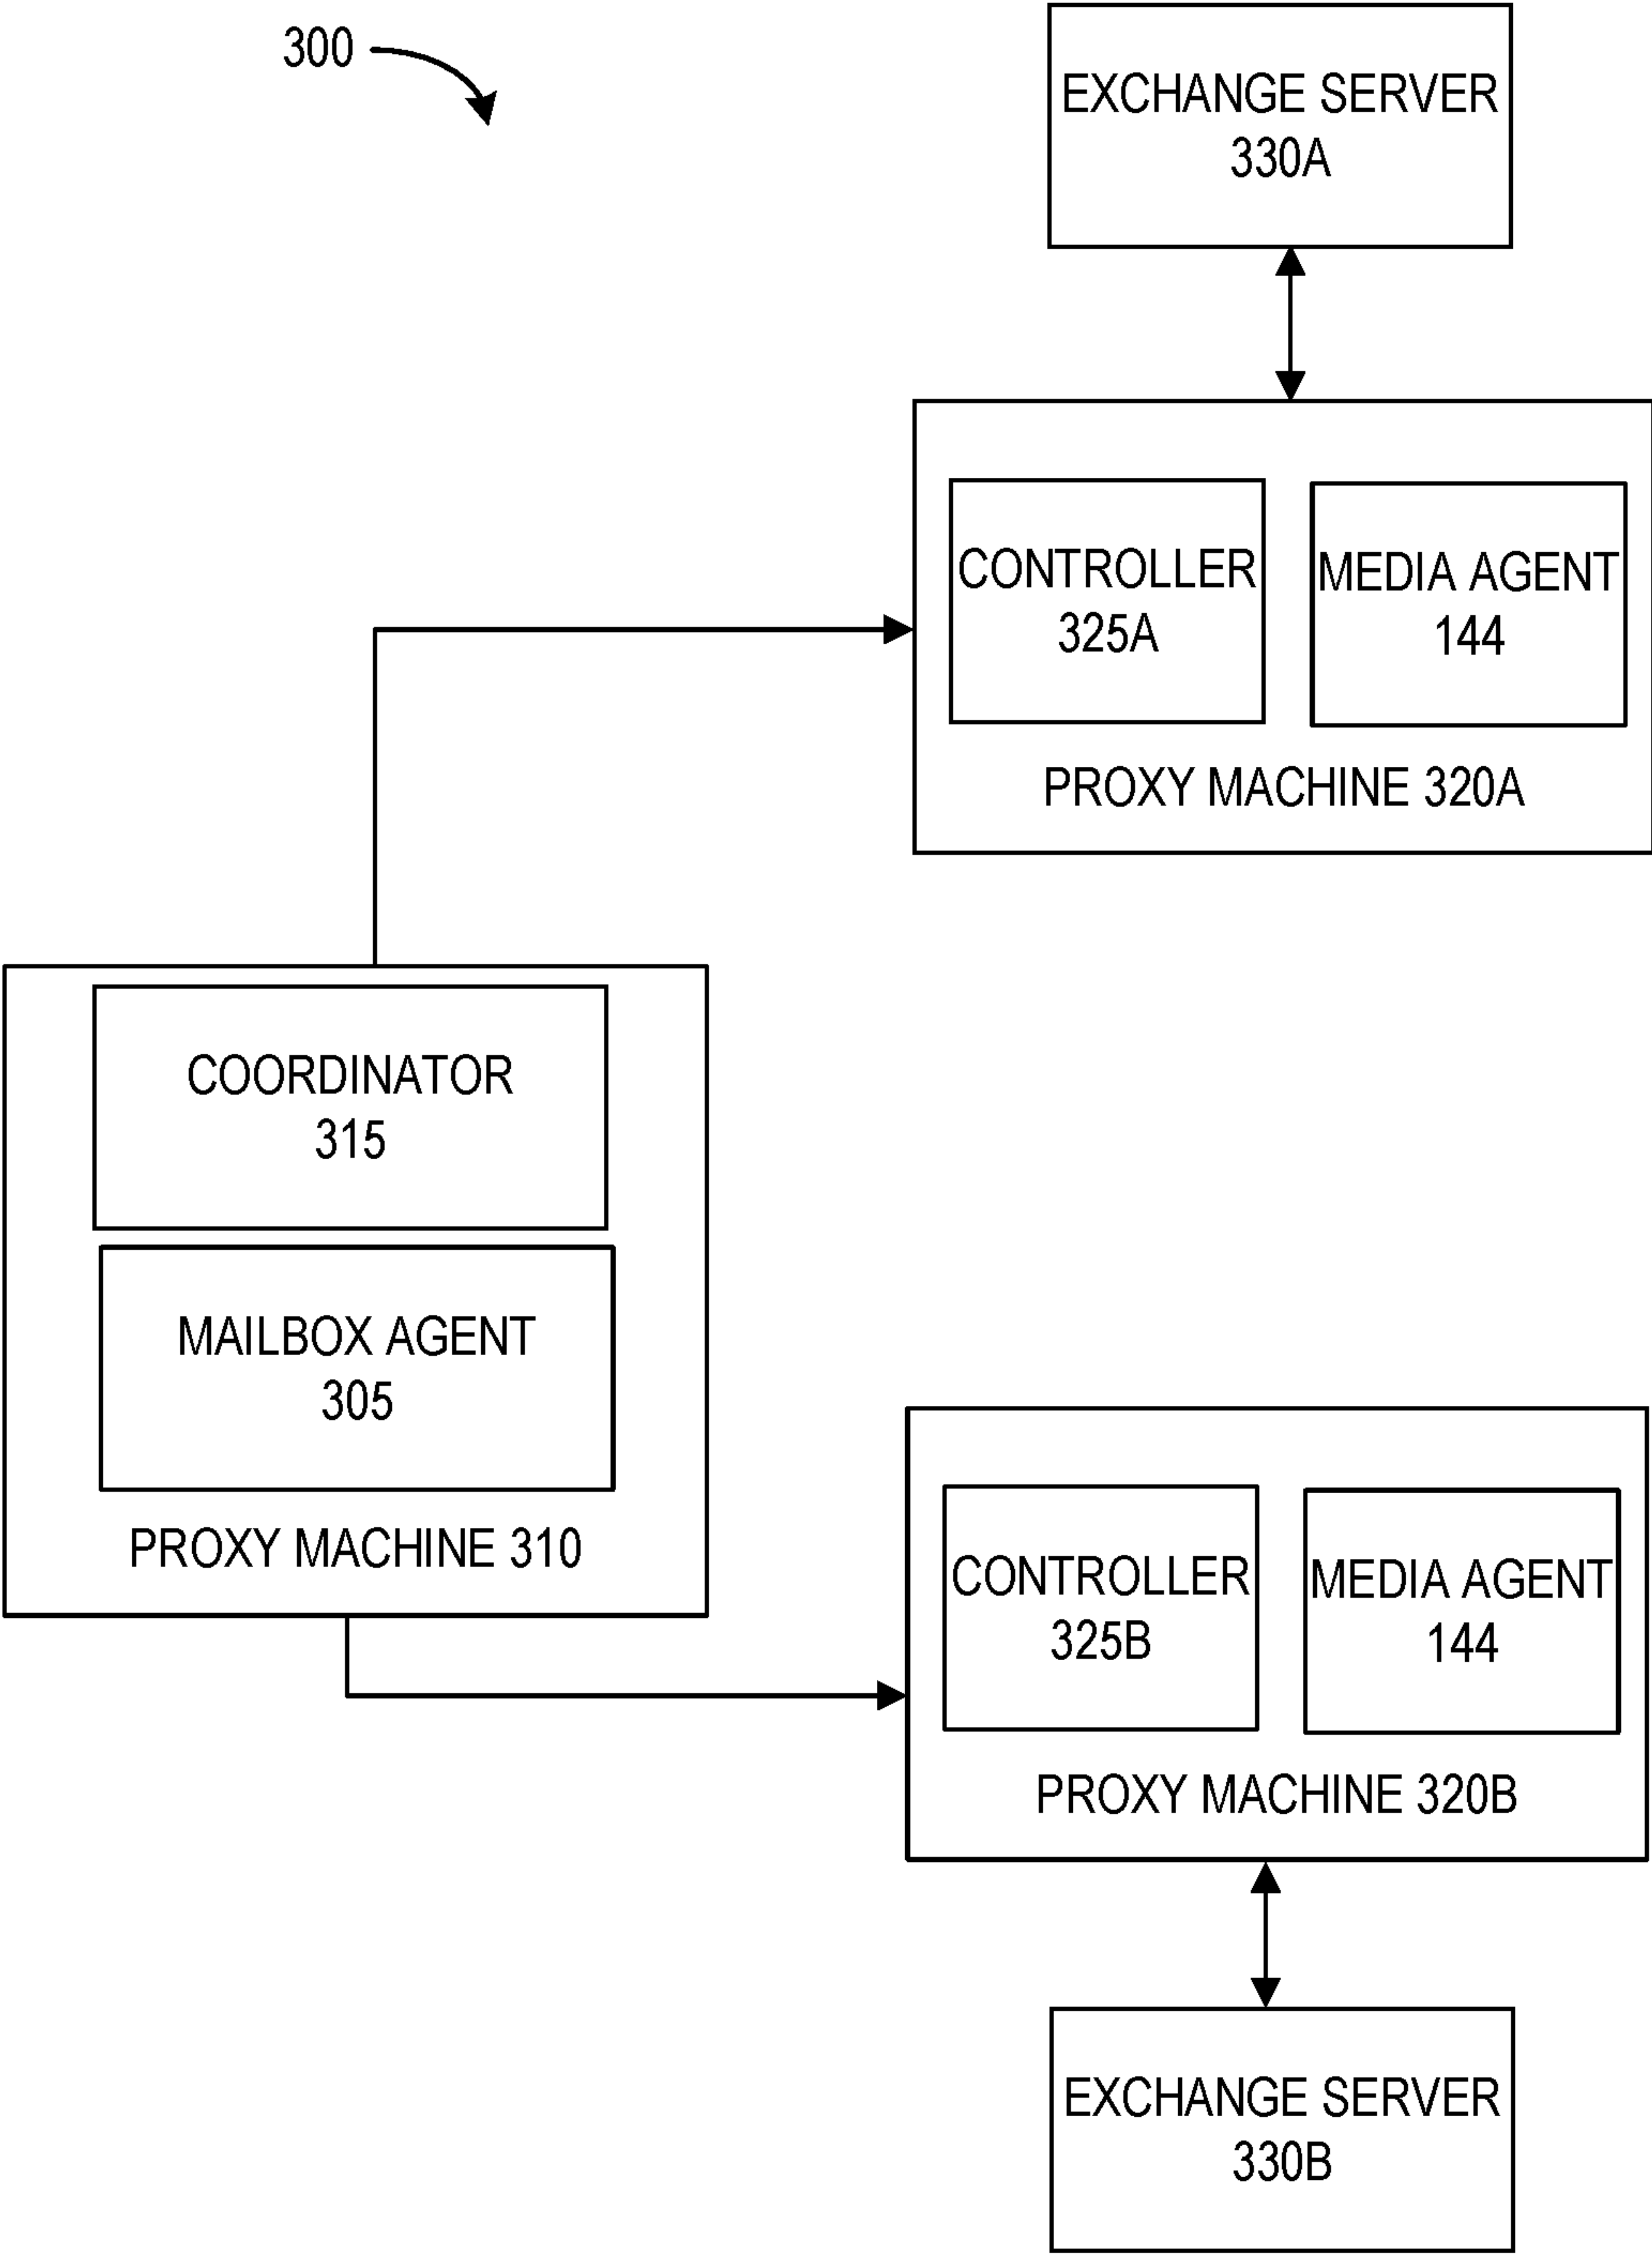 300
EXCHANGE SERVER
330A
CONTROLLER
325A
MEDIA AGENT
144
PROXY MACHINE 320A
COORDINATOR
315
MAILBOX AGENT
305
PROXY MACHINE 310
CONTROLLER
325B
MEDIA AGENT
144
PROXY MACHINE 320B
EXCHANGE SERVER
330B